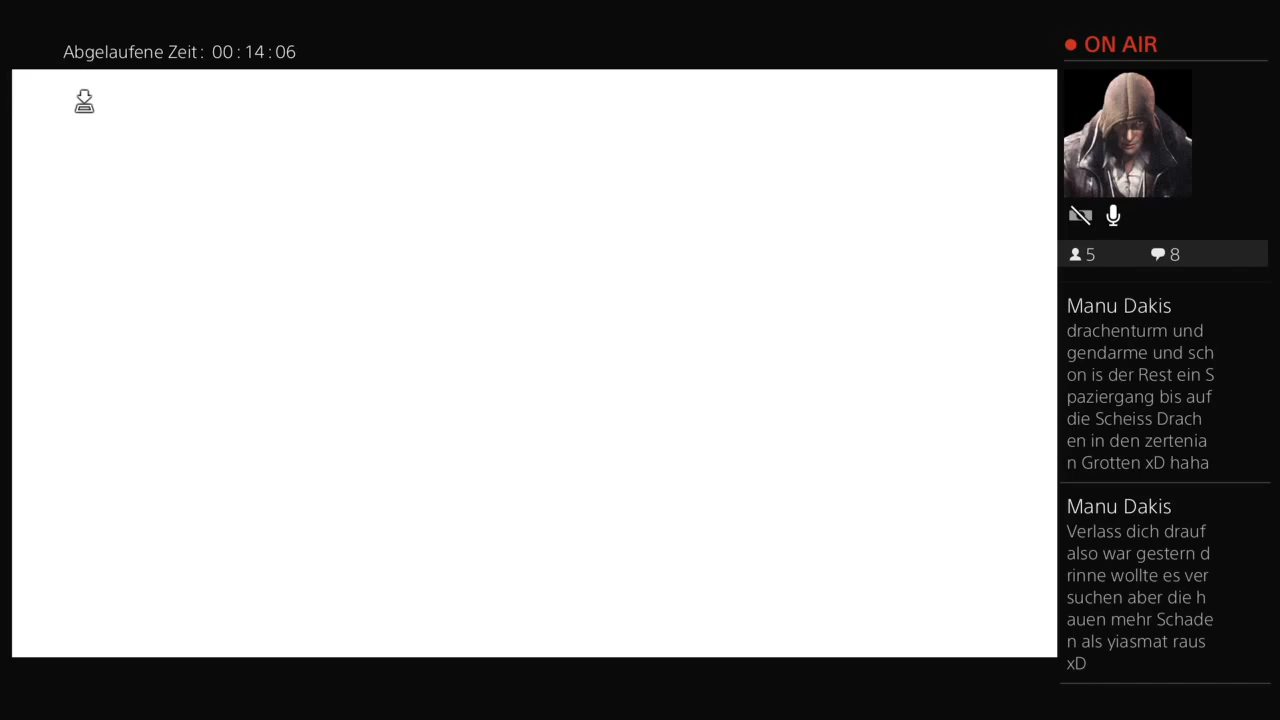 Abgelaufene Zeit: 00:14:06
ON AIR
5 8
Manu Dakis
drachenturm und
gendarme und sch
on is der Rest ein S
paziergang bis auf
die Scheiss Drach
en in den zertenia
n Grotten xD haha
Manu Dakis
Verlass dich drauf
also war gestern d
rinne wollte es ver
suchen aber die h
auen mehr Schade
n als yiasmat raus
xD